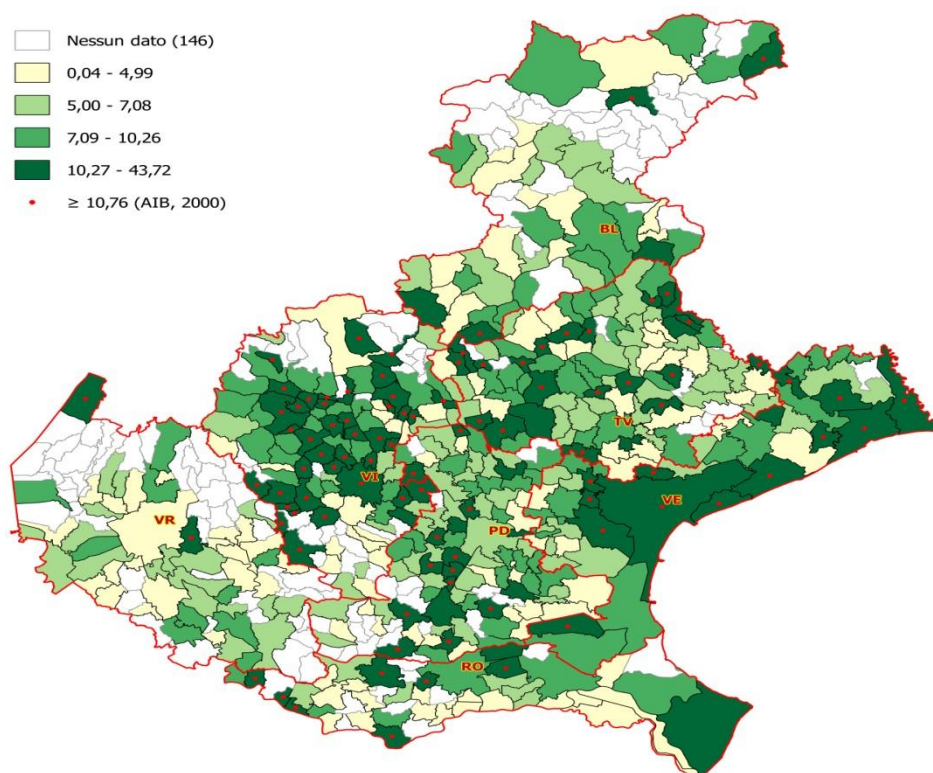 Nessun dato (146)
0,04 - 4,99
5,00 - 7,08
7,09 - 10,26
10,27 - 43,72
≥ 10,76 (AIB, 2000)
BL
TV
VI
VE
VR
PD
RO